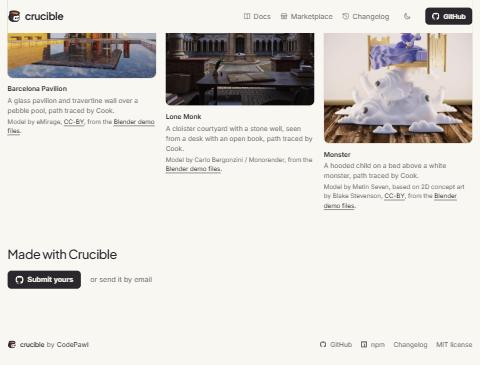 crucible
Docs
Marketplace
Changelog
GitHub
Barcelona Pavilion
A glass pavilion and travertine wall over a
pebble pool, path traced by Cook.
Model by eMirage, CC-BY, from the Blender demo
files.
Lone Monk
A cloister courtyard with a stone well, seen
from a desk with an open book, path traced by
Cook.
Model by Carlo Bergonzini / Monorender, from the
Blender demo files.
Monster
A hooded child on a bed above a white
monster, path traced by Cook.
Model by Metin Seven, based on 2D concept art
by Blake Stevenson, CC-BY, from the Blender
demo files.
Made with Crucible
Submit yours
or send it by email
crucible by CodePawl
GitHub
npm
Changelog
MIT license